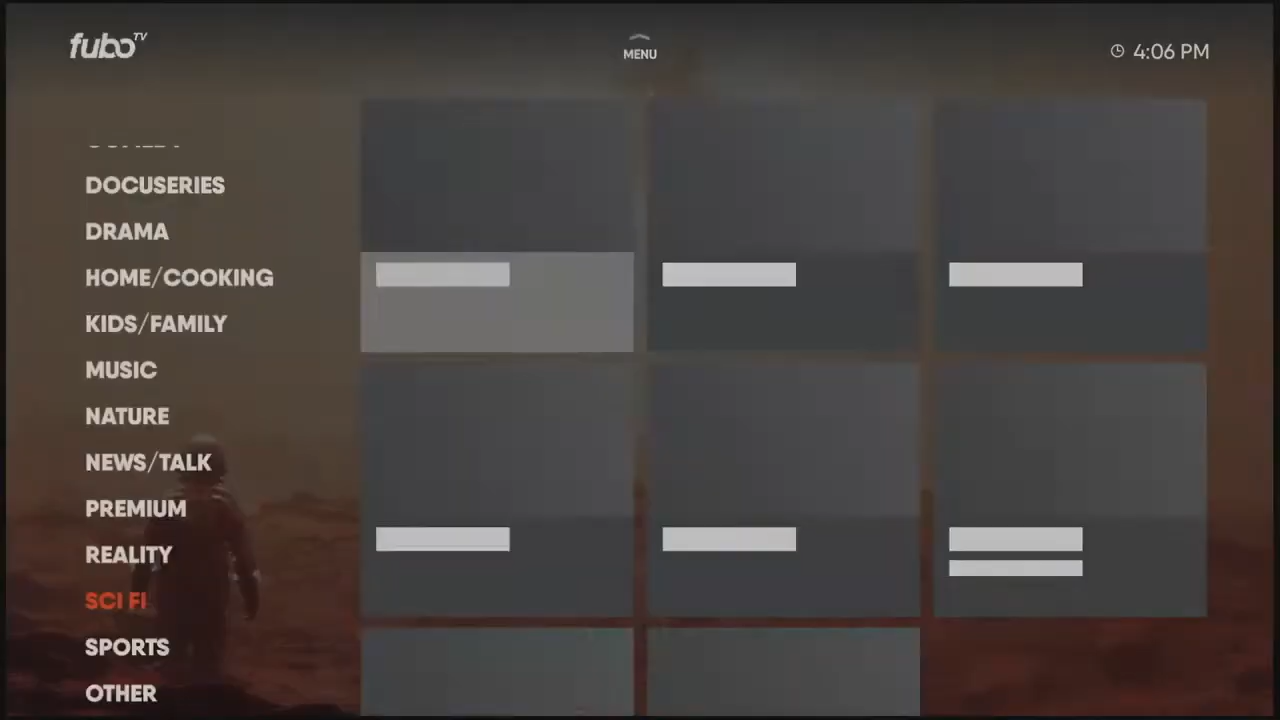 fubo TV
MENU
4:06 PM
DOCUSERIES
DRAMA
HOME/COOKING
KIDS/FAMILY
MUSIC
NATURE
NEWS/TALK
PREMIUM
REALITY
SCI FI
SPORTS
OTHER